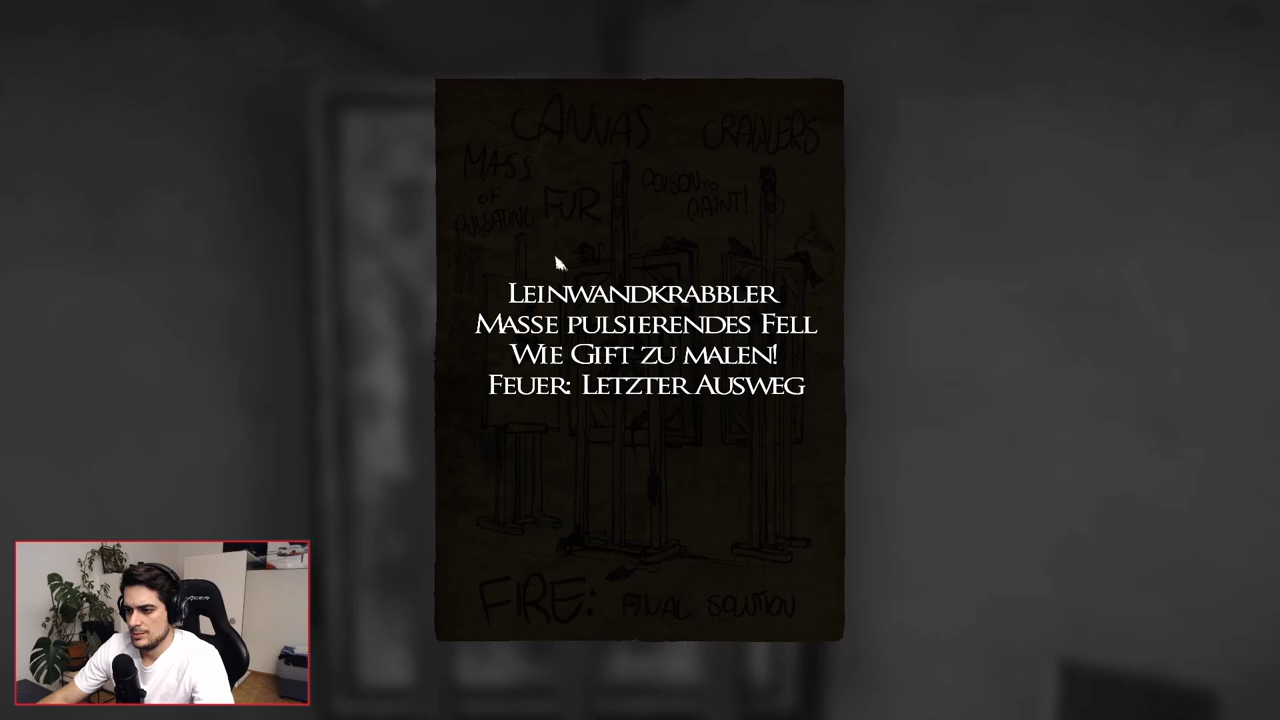 CANVAS CRAWLERS
MASS OF PULSATING FUR
POISON TO PAINT!
LEINWANDKRABBLER
MASSE PULSIERENDES FELL
WIE GIFT ZU MALEN!
FEUER: LETZTER AUSWEG
FIRE: FINAL SOLUTION